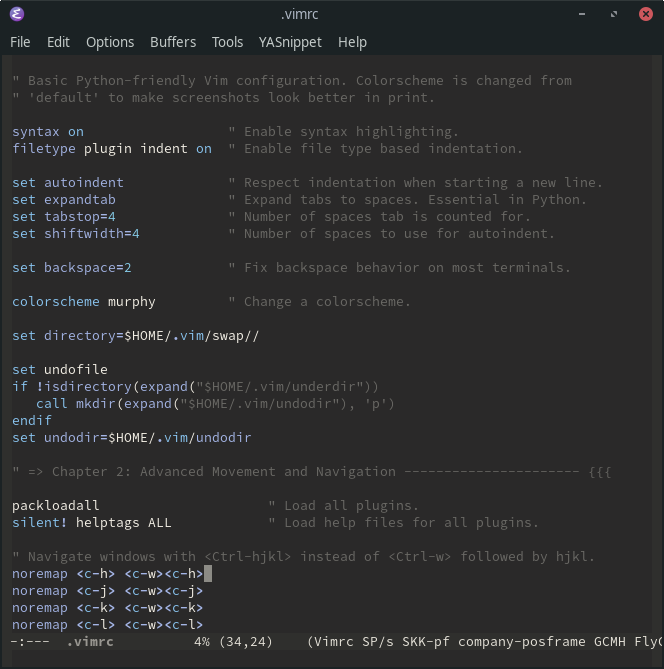 .vimrc
File Edit Options Buffers Tools YASnippet Help
" Basic Python-friendly Vim configuration. Colorscheme is changed from
" 'default' to make screenshots look better in print.
syntax on " Enable syntax highlighting.
filetype plugin indent on " Enable file type based indentation.
set autoindent " Respect indentation when starting a new line.
set expandtab " Expand tabs to spaces. Essential in Python.
set tabstop=4 " Number of spaces tab is counted for.
set shiftwidth=4 " Number of spaces to use for autoindent.
set backspace=2 " Fix backspace behavior on most terminals.
colorscheme murphy " Change a colorscheme.
set directory=$HOME/.vim/swap//
set undofile
if !isdirectory(expand("$HOME/.vim/underdir"))
call mkdir(expand("$HOME/.vim/undodir"), 'p')
endif
set undodir=$HOME/.vim/undodir
" => Chapter 2: Advanced Movement and Navigation ---------------------- {{{
packloadall " Load all plugins.
silent! helptags ALL " Load help files for all plugins.
" Navigate windows with <Ctrl-hjkl> instead of <Ctrl-w> followed by hjkl.
noremap <c-h> <c-w><c-h>
noremap <c-j> <c-w><c-j>
noremap <c-k> <c-w><c-k>
noremap <c-l> <c-w><c-l>
-:--- .vimrc 4% (34,24) (Vimrc SP/s SKK-pf company-posframe GCMH FlyC